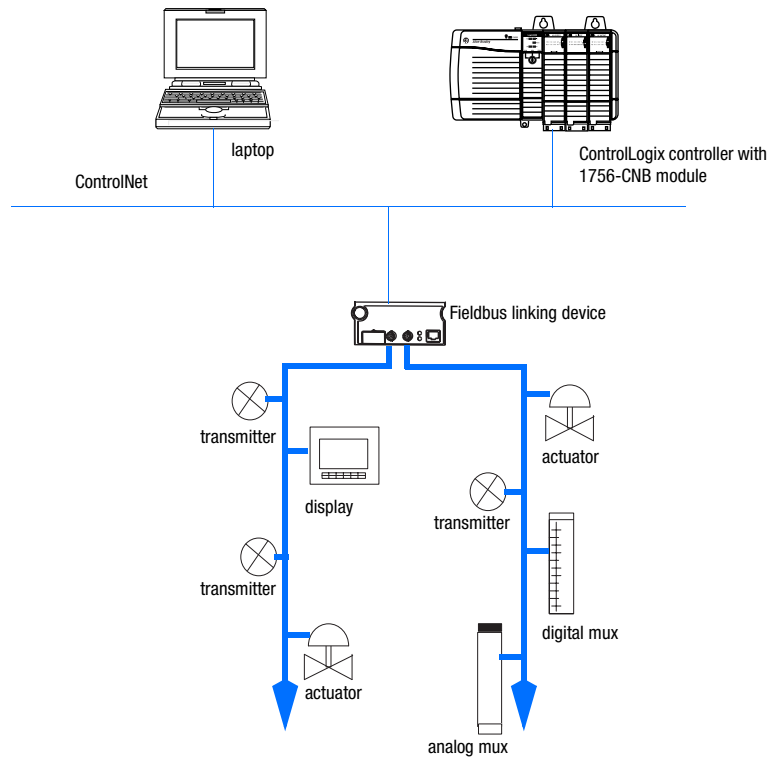 laptop
ControlNet
ControlLogix controller with
1756-CNB module
Fieldbus linking device
transmitter
actuator
display
transmitter
transmitter
digital mux
actuator
analog mux